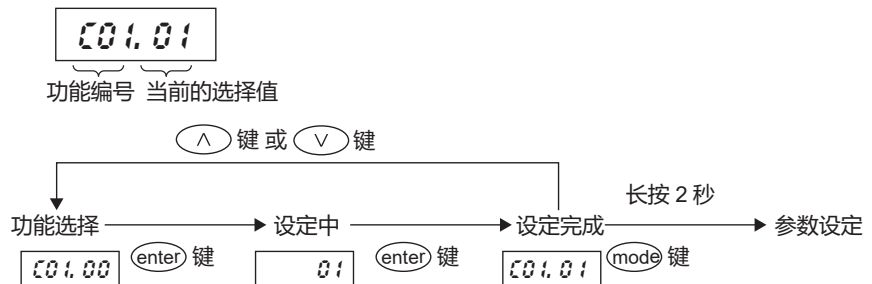 C01.01
功能编号 当前的选择值
∧ 键 或 ∨ 键
长按 2 秒
功能选择 设定中 设定完成 参数设定
C01.00 enter 键 01 enter 键 C01.01 mode 键